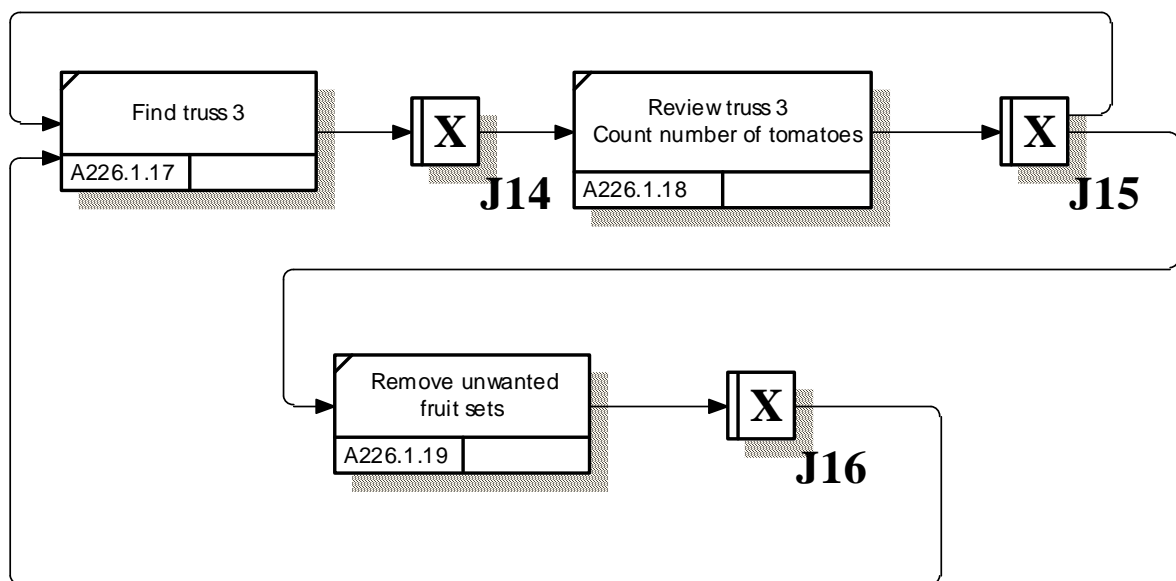 Find truss 3
A226.1.17
X
J14
Review truss 3
Count number of tomatoes
A226.1.18
X
J15
Remove unwanted
fruit sets
A226.1.19
X
J16